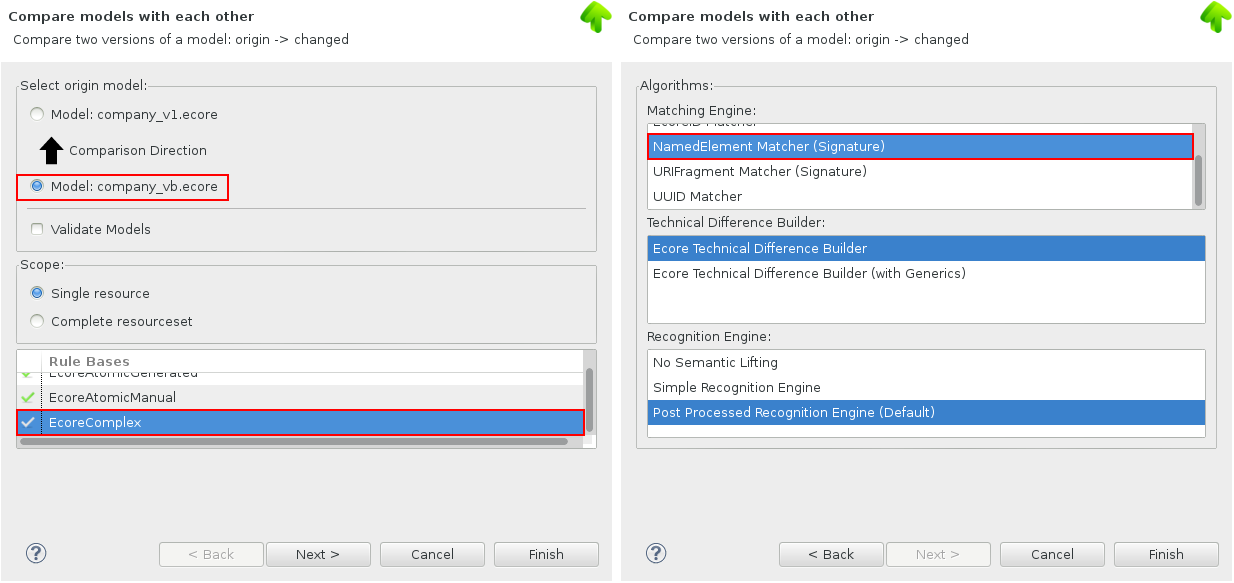 Compare models with each other
Compare two versions of a model: origin -> changed
Select origin model:
Model: company_v1.ecore
Comparison Direction
Model: company_vb.ecore
Validate Models
Scope:
Single resource
Complete resourceset
Rule Bases
EcoreAtomicGenerated
EcoreAtomicManual
EcoreComplex
?
< Back
Next >
Cancel
Finish
Compare models with each other
Compare two versions of a model: origin -> changed
Algorithms:
Matching Engine:
EcoreID Matcher
NamedElement Matcher (Signature)
URIFragment Matcher (Signature)
UUID Matcher
Technical Difference Builder:
Ecore Technical Difference Builder
Ecore Technical Difference Builder (with Generics)
Recognition Engine:
No Semantic Lifting
Simple Recognition Engine
Post Processed Recognition Engine (Default)
?
< Back
Next >
Cancel
Finish